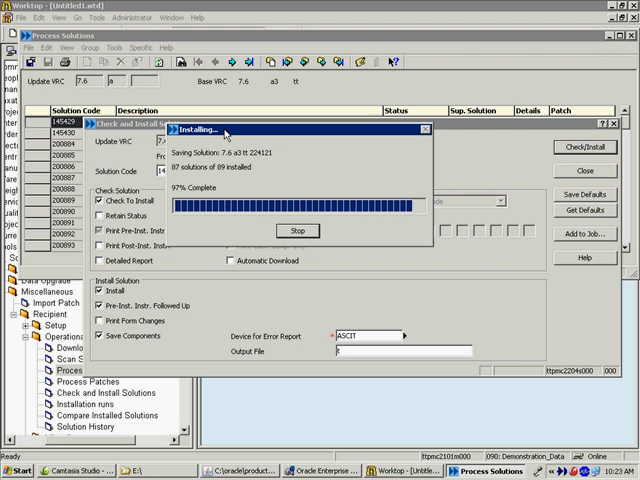 Worktop - [Untitled1.wtd]
File Edit View Go Tools Administrator Window Help
Process Solutions
File Edit View Group Tools Specific Help
Update VRC 7.6 a Base VRC 7.6 a3 tt
Solution Code Description Status Sup. Solution Details Patch
145429
145430
200884
200885
200886
200887
200888
200889
200890
200891
200892
200893
Check and Install
Update VRC
Solution Code
Check Solution
Check To Install
Retain Status
Print Pre-Inst. Instr
Print Post-Inst. Instr
Detailed Report
Automatic Download
Install Solution
Install
Pre-Inst. Instr. Followed Up
Print Form Changes
Save Components
Device for Error Report * ASCIT
Output File t
Check/Install
Close
Save Defaults
Get Defaults
Add to Job...
Help
ttpmc2204s000 000
Installing...
Saving Solution: 7.6 a3 tt 224121
87 solutions of 89 installed
97% Complete
Stop
Data Upgrade
Miscellaneous
Import Patch
Recipient
Setup
Operationa
Downlo
Scan S
Proces
Process Patches
Check and Install Solutions
Installation runs
Compare Installed Solutions
Solution History
Ready ttpmc2101m000 090: Demonstration_Data Online
Start Camtasia Studio - ... E:\ C:\oracle\product... Oracle Enterprise ... Worktop - [Untitle... Process Solutions 10:23 AM